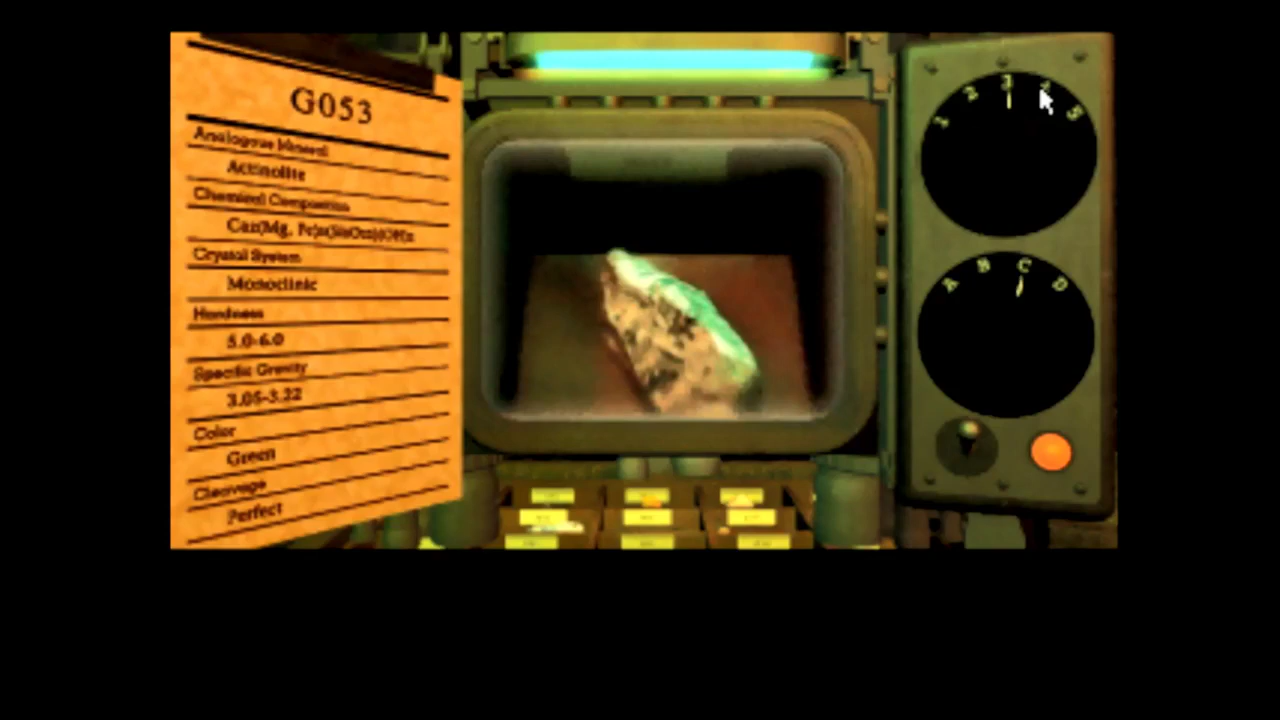 G053
Analogous Mineral
Actinolite
Chemical Composition
Crystal System
Monoclinic
Hardness
5.0-6.0
Specific Gravity
3.05-3.22
Color
Green
Cleavage
Perfect
1 2 3 4 5
A B C D